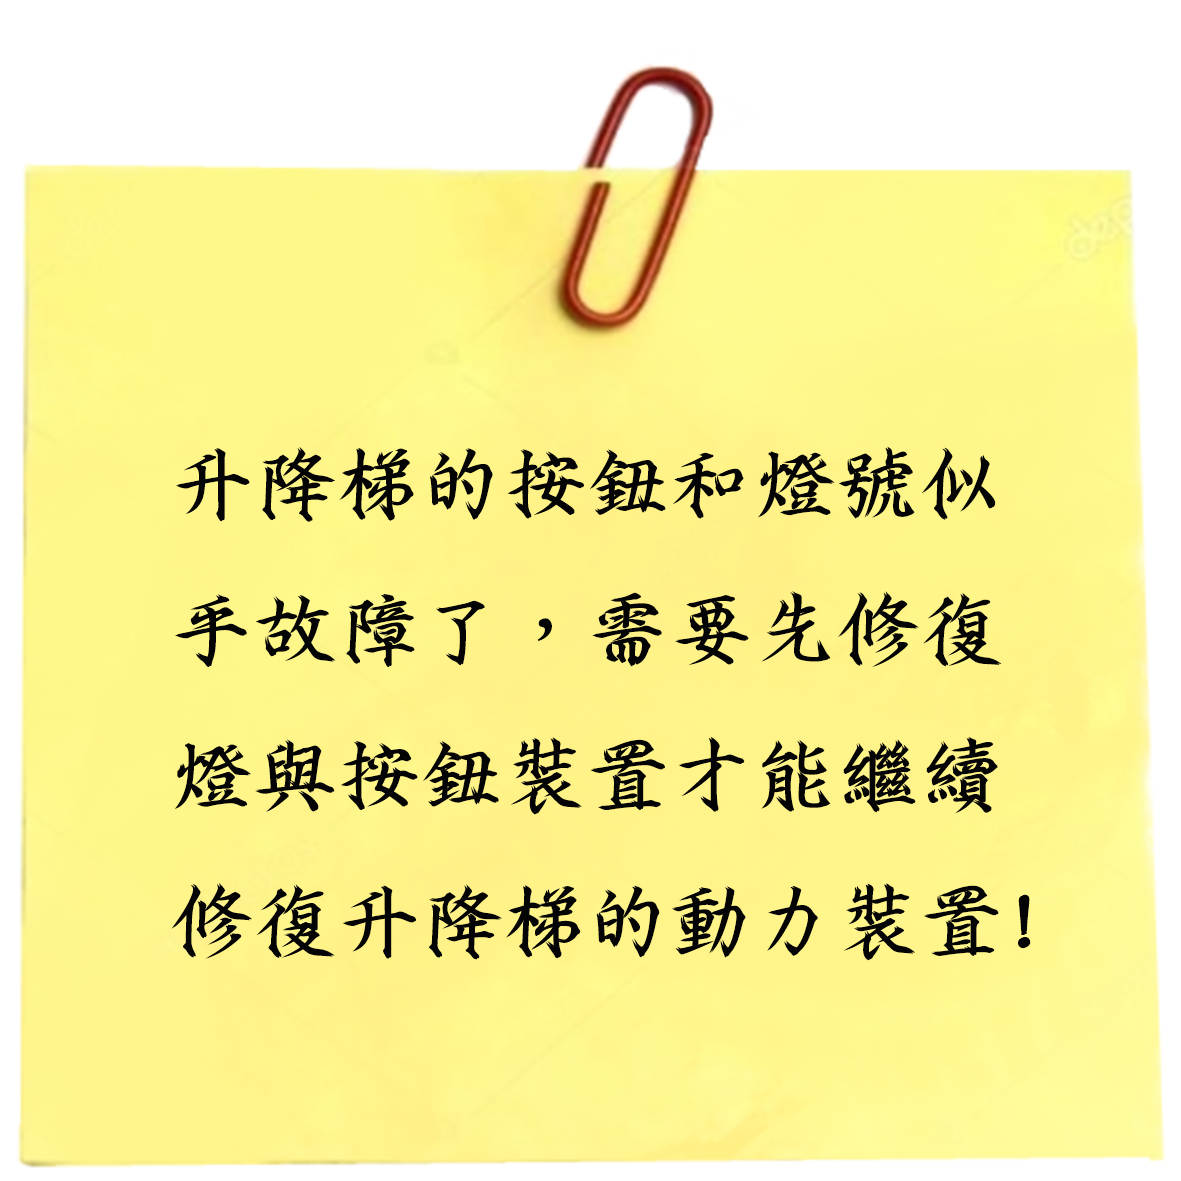 升降梯的按鈕和燈號似
乎故障了，需要先修復
燈與按鈕裝置才能繼續
修復升降梯的動力裝置!